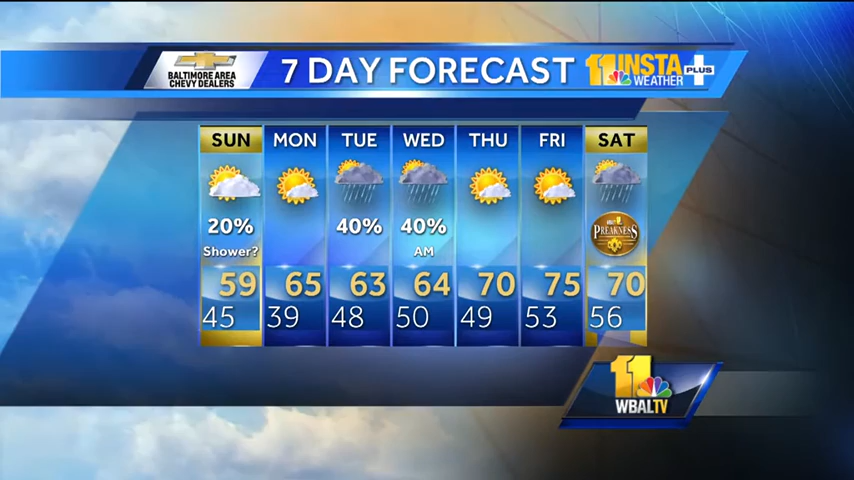 BALTIMORE AREA
CHEVY DEALERS
7 DAY FORECAST
11 INSTA
WEATHER PLUS
SUN MON TUE WED THU FRI SAT
20% 40% 40%
Shower? AM
PREAKNESS
59 65 63 64 70 75 70
45 39 48 50 49 53 56
11
WBALTV